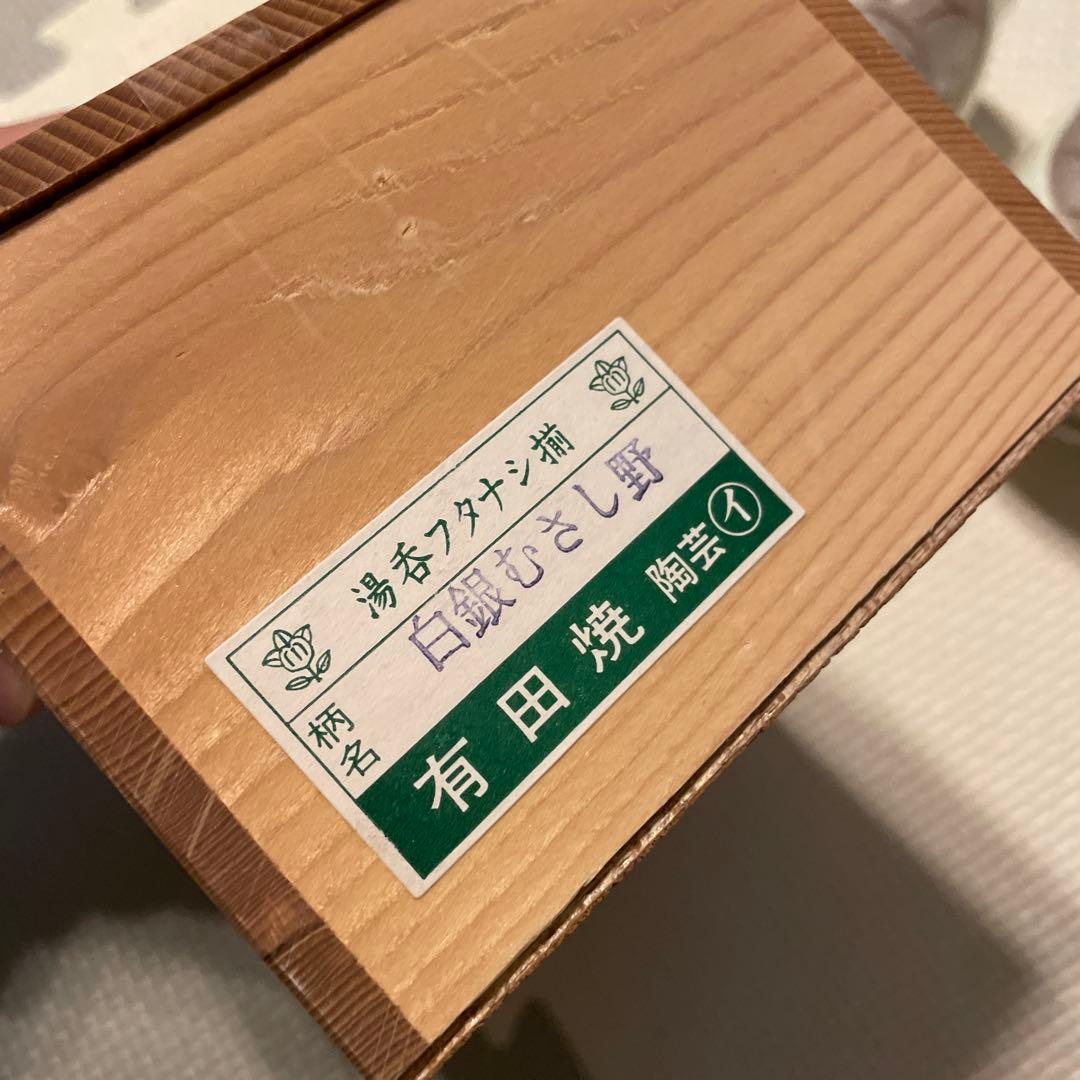 湯呑フタナシ揃
柄名 白銀むさし野
有田焼 陶芸イ